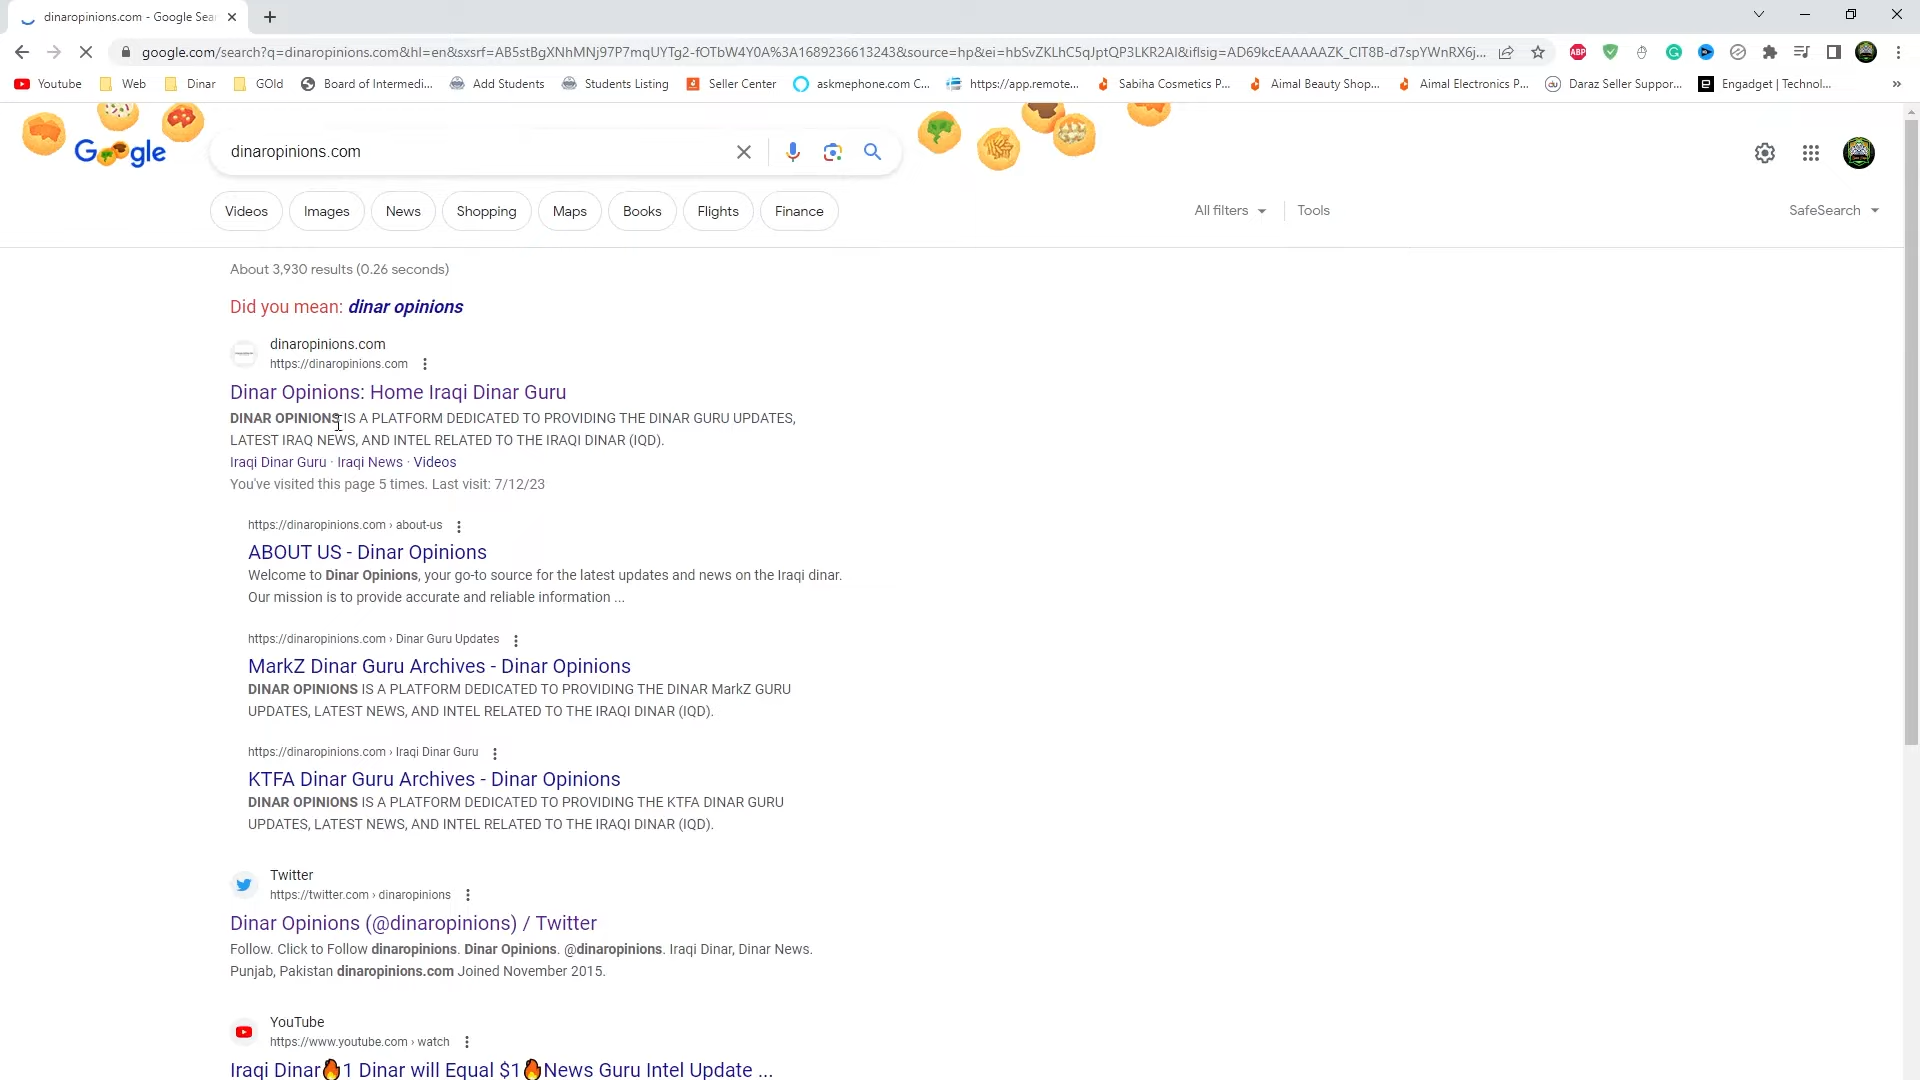 dinaropinions.com - Google Sear
google.com/search?q=dinaropinions.com&hl=en&sxsrf=AB5stBgXNhMNj97P7mqUYTg2-fOTbW4Y0A%3A1689236613243&source=hp&ei=hbSvZKLhC5qJptQP3LKR2AI&iflsig=AD69kcEAAAAAZK_CIT8B-d7spYWnRX6j...
Youtube Web Dinar GOld Board of Intermedi... Add Students Students Listing Seller Center askmephone.com C... https://app.remote... Sabiha Cosmetics P... Aimal Beauty Shop... Aimal Electronics P... Daraz Seller Suppor... Engadget | Technol... »
Google
dinaropinions.com
Videos Images News Shopping Maps Books Flights Finance All filters Tools SafeSearch
About 3,930 results (0.26 seconds)
Did you mean: dinar opinions
dinaropinions.com
https://dinaropinions.com
Dinar Opinions: Home Iraqi Dinar Guru
DINAR OPINIONS IS A PLATFORM DEDICATED TO PROVIDING THE DINAR GURU UPDATES,
LATEST IRAQ NEWS, AND INTEL RELATED TO THE IRAQI DINAR (IQD).
Iraqi Dinar Guru · Iraqi News · Videos
You've visited this page 5 times. Last visit: 7/12/23
https://dinaropinions.com › about-us
ABOUT US - Dinar Opinions
Welcome to Dinar Opinions, your go-to source for the latest updates and news on the Iraqi dinar.
Our mission is to provide accurate and reliable information ...
https://dinaropinions.com › Dinar Guru Updates
MarkZ Dinar Guru Archives - Dinar Opinions
DINAR OPINIONS IS A PLATFORM DEDICATED TO PROVIDING THE DINAR MarkZ GURU
UPDATES, LATEST NEWS, AND INTEL RELATED TO THE IRAQI DINAR (IQD).
https://dinaropinions.com › Iraqi Dinar Guru
KTFA Dinar Guru Archives - Dinar Opinions
DINAR OPINIONS IS A PLATFORM DEDICATED TO PROVIDING THE KTFA DINAR GURU
UPDATES, LATEST NEWS, AND INTEL RELATED TO THE IRAQI DINAR (IQD).
Twitter
https://twitter.com › dinaropinions
Dinar Opinions (@dinaropinions) / Twitter
Follow. Click to Follow dinaropinions. Dinar Opinions. @dinaropinions. Iraqi Dinar, Dinar News.
Punjab, Pakistan dinaropinions.com Joined November 2015.
YouTube
https://www.youtube.com › watch
Iraqi Dinar🔥1 Dinar will Equal $1🔥News Guru Intel Update ...